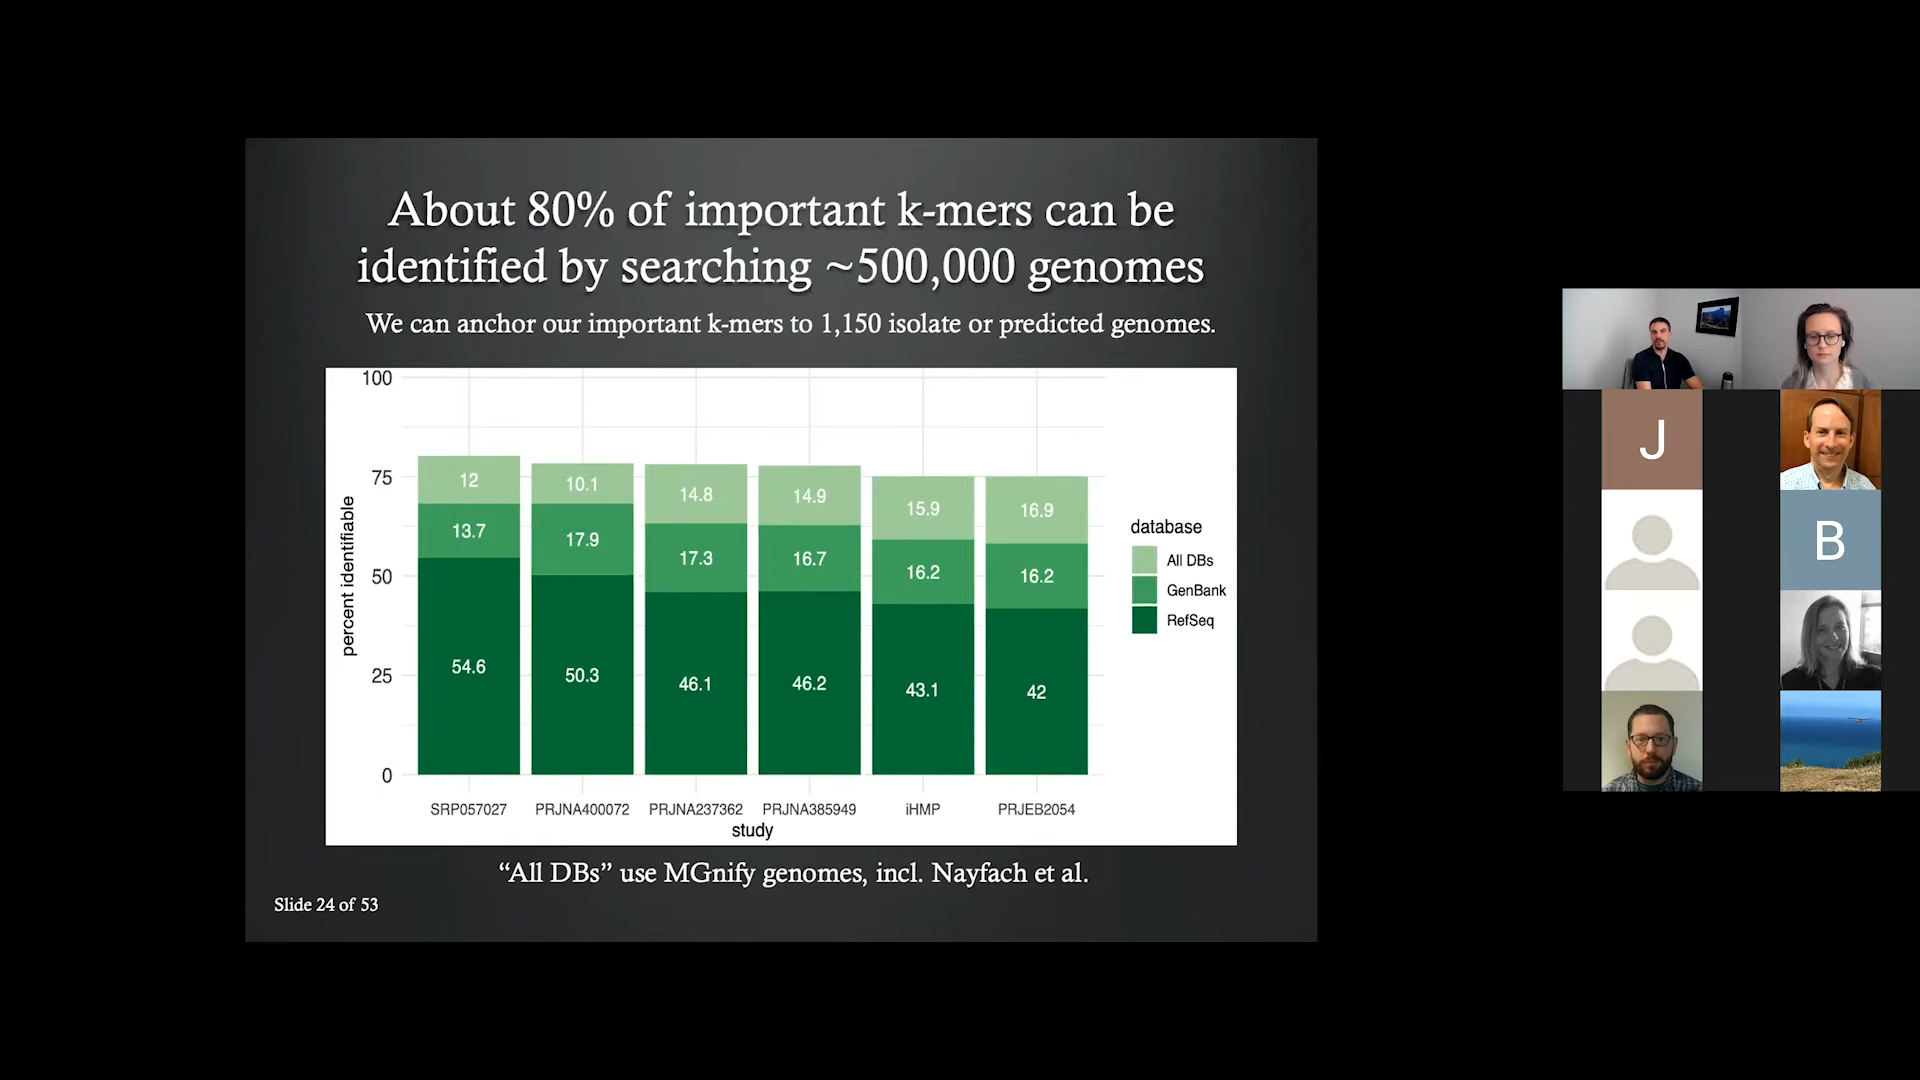 About 80% of important k-mers can be
identified by searching ~500,000 genomes
We can anchor our important k-mers to 1,150 isolate or predicted genomes.
percent identifiable
100
75
50
25
0
12
13.7
54.6
10.1
17.9
50.3
14.8
17.3
46.1
14.9
16.7
46.2
15.9
16.2
43.1
16.9
16.2
42
SRP057027
PRJNA400072
PRJNA237362
PRJNA385949
iHMP
PRJEB2054
study
database
All DBs
GenBank
RefSeq
“All DBs” use MGnify genomes, incl. Nayfach et al.
Slide 24 of 53
J
B